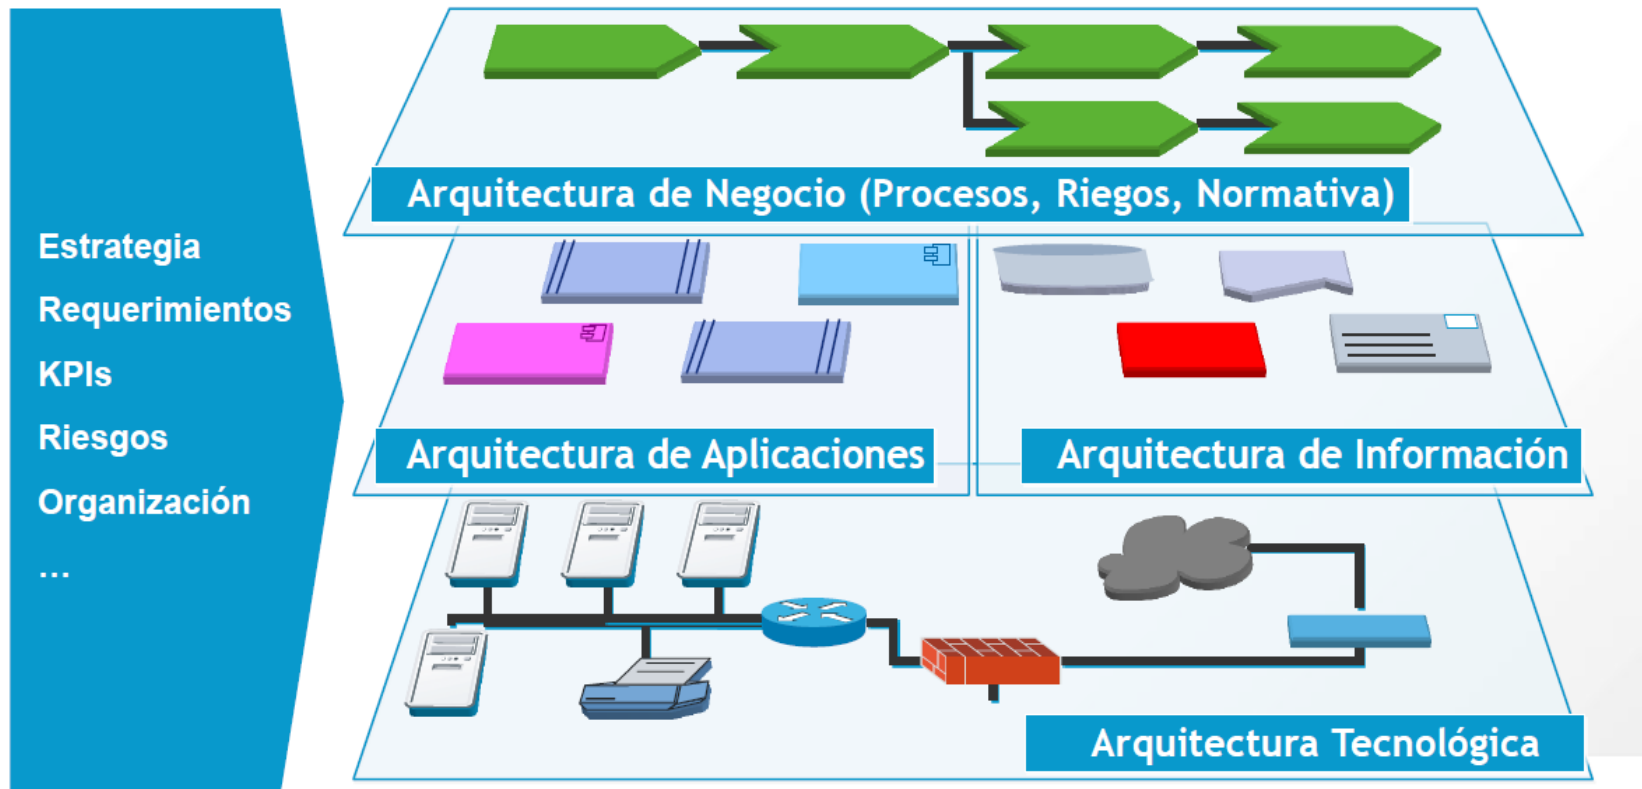 Estrategia
Requerimientos
KPIs
Riesgos
Organización
...
Arquitectura de Negocio (Procesos, Riegos, Normativa)
Arquitectura de Aplicaciones
Arquitectura de Información
Arquitectura Tecnológica